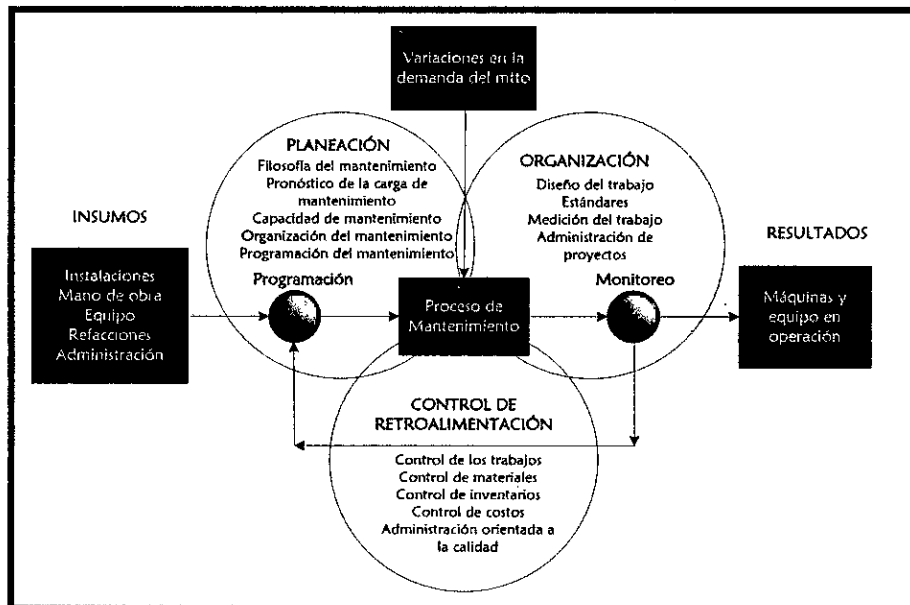 Variaciones en la
demanda del mtto
PLANEACIÓN
Filosofía del mantenimiento
Pronóstico de la carga de
mantenimiento
Capacidad de mantenimiento
Organización del mantenimiento
Programación del mantenimiento
ORGANIZACIÓN
Diseño del trabajo
Estándares
Medición del trabajo
Administración de
proyectos
INSUMOS
Instalaciones
Mano de obra
Equipo
Refacciones
Administración
Programación
Proceso de
Mantenimiento
Monitoreo
RESULTADOS
Máquinas y
equipo en
operación
CONTROL DE
RETROALIMENTACIÓN
Control de los trabajos
Control de materiales
Control de inventarios
Control de costos
Administración orientada a
la calidad